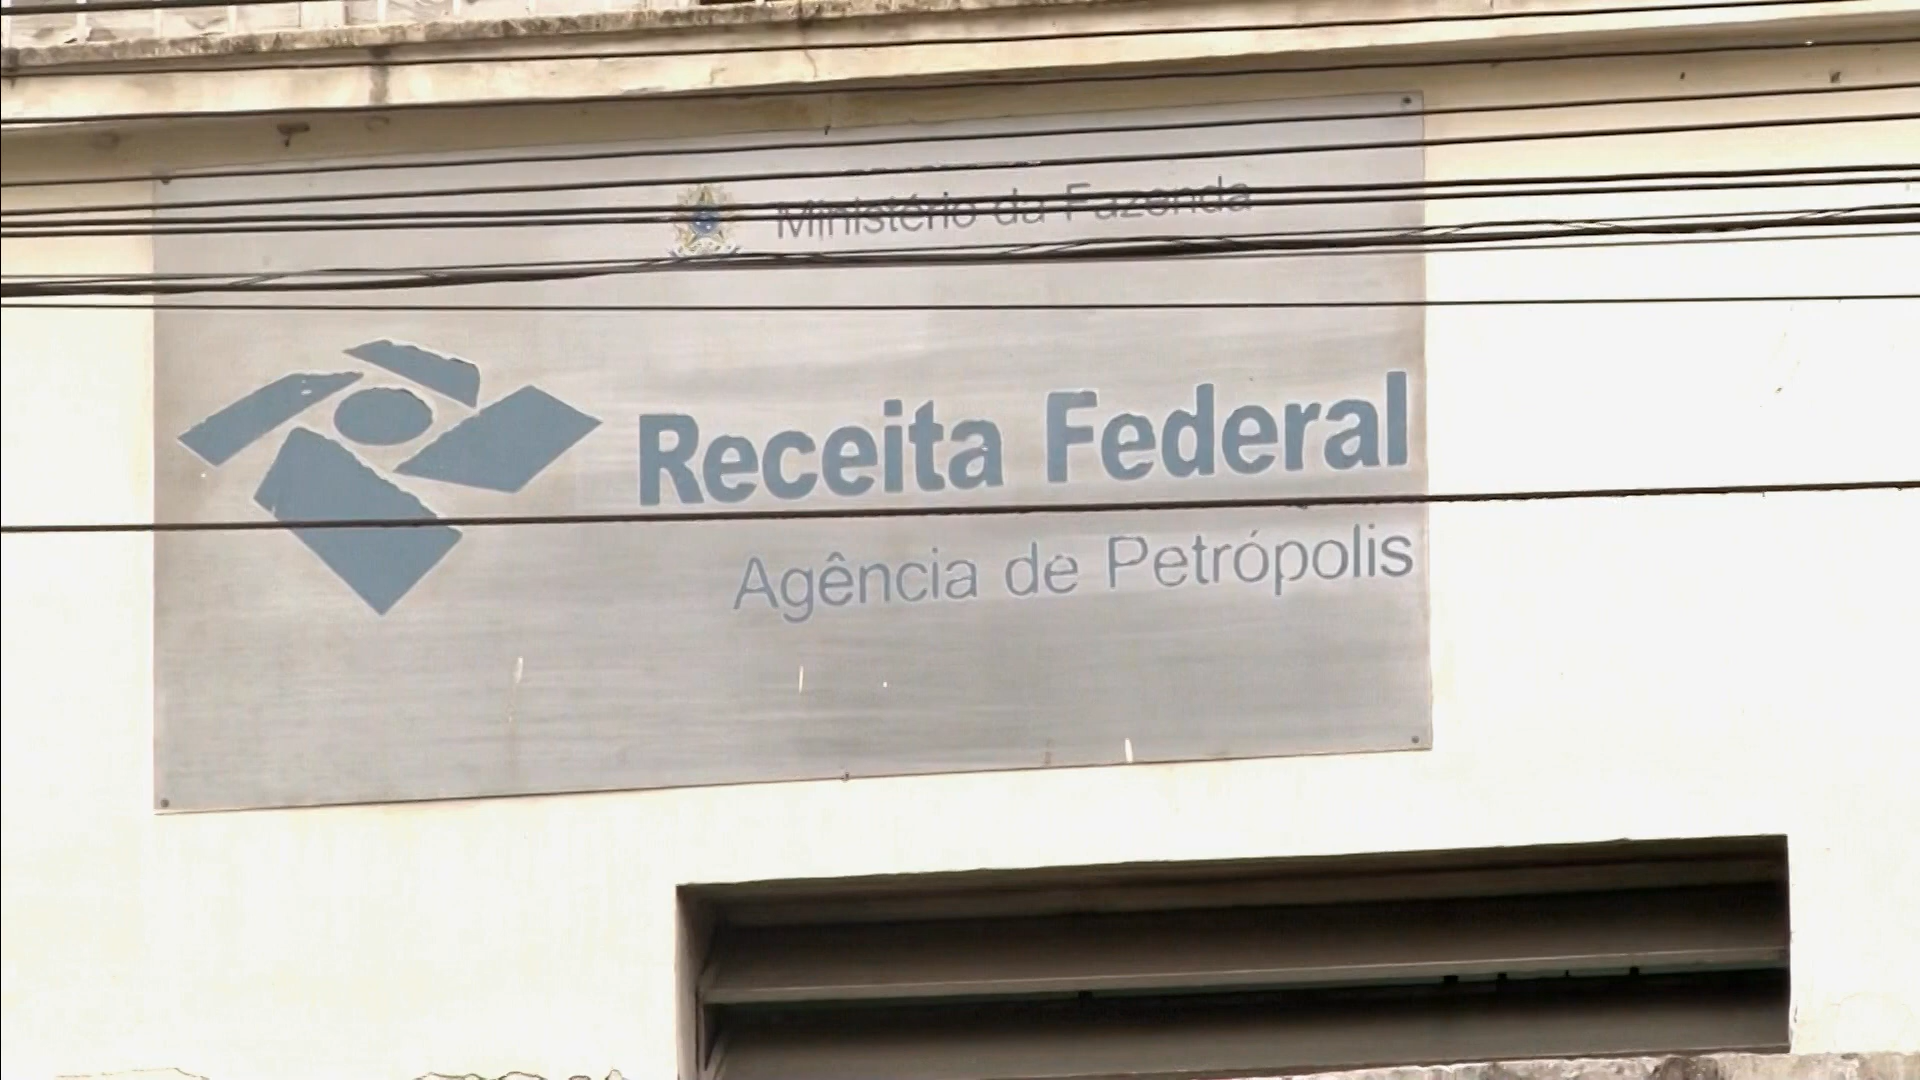 Ministério da Fazenda
Receita Federal
Agência de Petrópolis